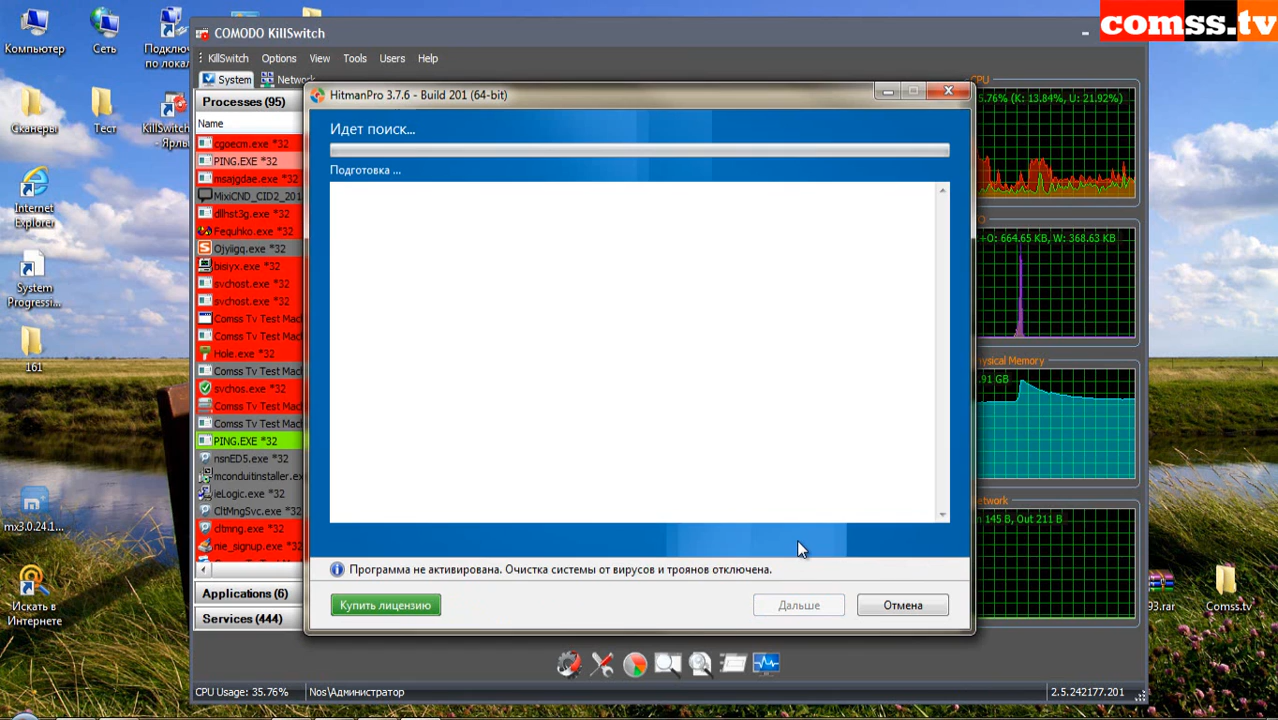 comss.tv
Компьютер
Сеть
COMODO KillSwitch
KillSwitch Options View Tools Users Help
System Network
Processes (95)
Name
cgoecm.exe *32
PING.EXE *32
msajgdae.exe *32
MixiCND_CID2_201
dllhst3g.exe *32
Fequhko.exe *32
Ojyiigq.exe *32
bisiyx.exe *32
svchost.exe *32
svchost.exe *32
Comss Tv Test Mac
Comss Tv Test Mac
Hole.exe *32
Comss Tv Test Mac
svchos.exe *32
Comss Tv Test Mac
Comss Tv Test Mac
PING.EXE *32
nsnED5.exe *32
mconduitinstaller.ex
ieLogic.exe *32
CltMngSvc.exe *32
cltmng.exe *32
nie_signup.exe *32
Applications (6)
Services (444)
CPU Usage: 35.76% Nos\Администратор 2.5.242177.201
HitmanPro 3.7.6 - Build 201 (64-bit)
Идет поиск...
Подготовка ...
Программа не активирована. Очистка системы от вирусов и троянов отключена.
Купить лицензию Дальше Отмена
CPU
5.76% (K: 13.84%, U: 21.92%)
+O: 664.65 KB, W: 368.63 KB
ysical Memory
.91 GB
etwork
n 145 B, Out 211 B
Подключ
по локал
Сканеры
Тест
KillSwitch
- Ярлы
Internet
Explorer
System
Progressi...
161
mx3.0.24.1...
Искать в
Интернете
93.rar
Comss.tv